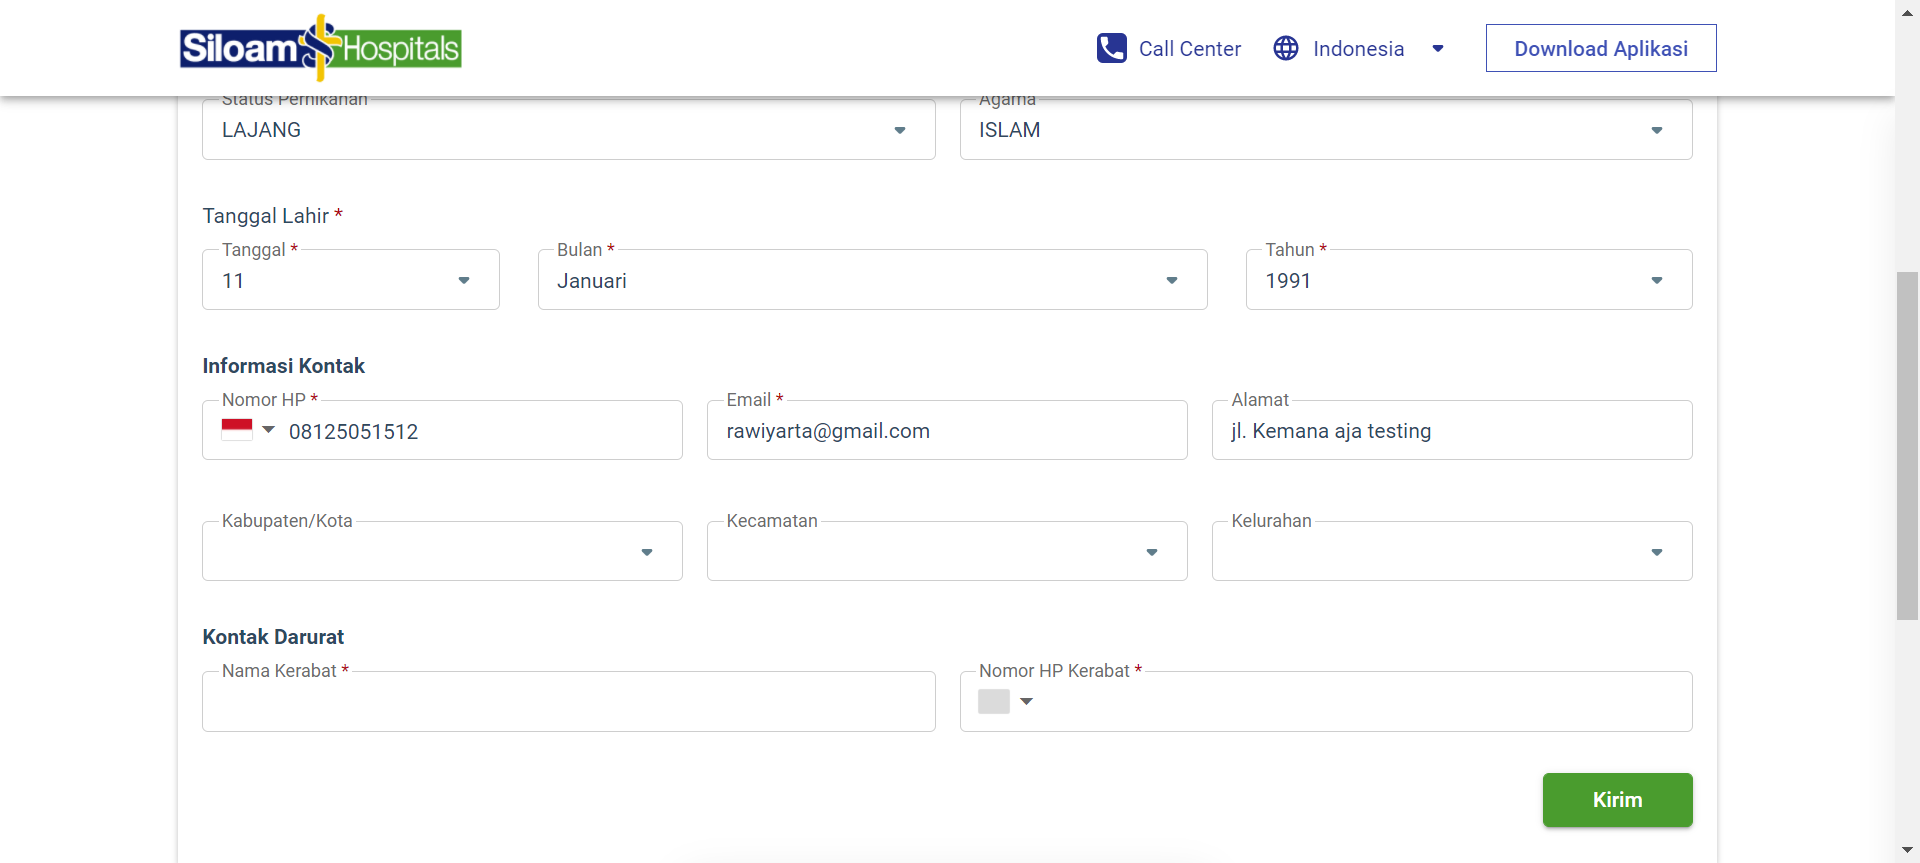 Siloam Hospitals
Call Center
Indonesia
Download Aplikasi
Status Pernikahan
LAJANG
Agama
ISLAM
Tanggal Lahir *
Tanggal *
11
Bulan *
Januari
Tahun *
1991
Informasi Kontak
Nomor HP *
08125051512
Email *
rawiyarta@gmail.com
Alamat
jl. Kemana aja testing
Kabupaten/Kota
Kecamatan
Kelurahan
Kontak Darurat
Nama Kerabat *
Nomor HP Kerabat *
Kirim